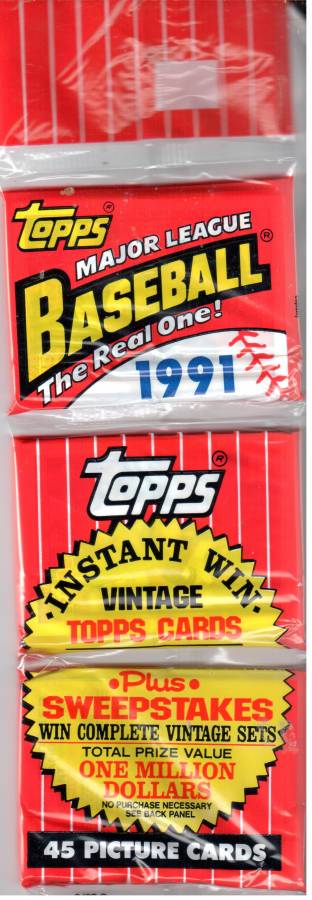 Topps®
MAJOR LEAGUE
BASEBALL®
The Real One!
1991
Topps®
•INSTANT WIN•
VINTAGE
TOPPS CARDS
•Plus•
SWEEPSTAKES
WIN COMPLETE VINTAGE SETS
TOTAL PRIZE VALUE
ONE MILLION
DOLLARS
NO PURCHASE NECESSARY
SEE BACK PANEL
45 PICTURE CARDS